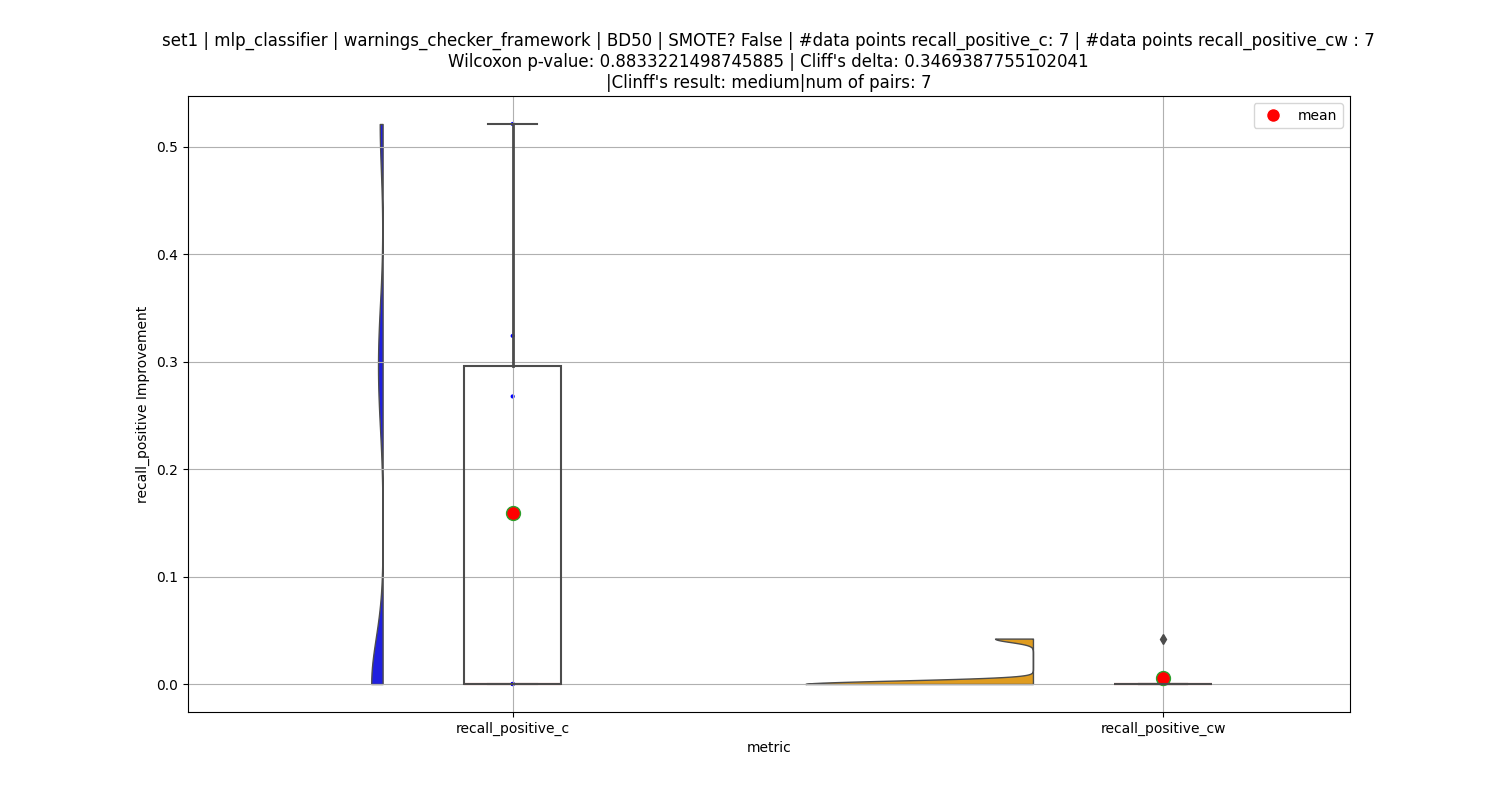 set1 | mlp_classifier | warnings_checker_framework | BD50 | SMOTE? False | #data points recall_positive_c: 7 | #data points recall_positive_cw : 7
Wilcoxon p-value: 0.8833221498745885 | Cliff's delta: 0.3469387755102041
|Clinff's result: medium|num of pairs: 7
mean
recall_positive Improvement
0.5
0.4
0.3
0.2
0.1
0.0
recall_positive_c
recall_positive_cw
metric